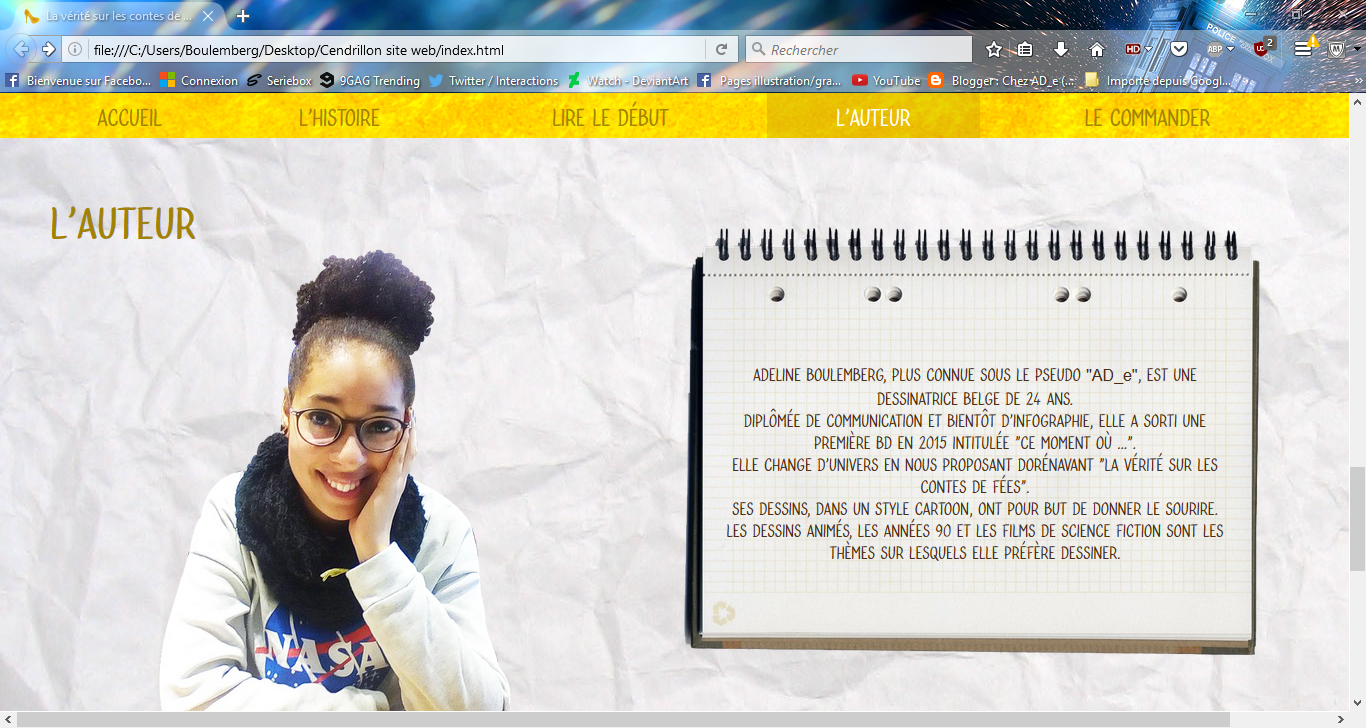 La vérité sur les contes de ...
POLICE
file:///C:/Users/Boulemberg/Desktop/Cendrillon site web/index.html
Rechercher
HD
ABP
2
Bienvenue sur Facebo...
Connexion
Seriebox
9GAG Trending
Twitter / Interactions
Watch - DeviantArt
Pages illustration/gra...
YouTube
Blogger : Chez AD_e (...
Importé depuis Googl...
ACCUEIL
L'HISTOIRE
LIRE LE DÉBUT
L'AUTEUR
LE COMMANDER
L'AUTEUR
ADELINE BOULEMBERG, PLUS CONNUE SOUS LE PSEUDO "AD_e", EST UNE
DESSINATRICE BELGE DE 24 ANS.
DIPLÔMÉE DE COMMUNICATION ET BIENTÔT D'INFOGRAPHIE, ELLE A SORTI UNE
PREMIÈRE BD EN 2015 INTITULÉE "CE MOMENT OÙ ...".
ELLE CHANGE D'UNIVERS EN NOUS PROPOSANT DORÉNAVANT "LA VÉRITÉ SUR LES
CONTES DE FÉES".
SES DESSINS, DANS UN STYLE CARTOON, ONT POUR BUT DE DONNER LE SOURIRE.
LES DESSINS ANIMÉS, LES ANNÉES 90 ET LES FILMS DE SCIENCE FICTION SONT LES
THÈMES SUR LESQUELS ELLE PRÉFÈRE DESSINER.
NASA